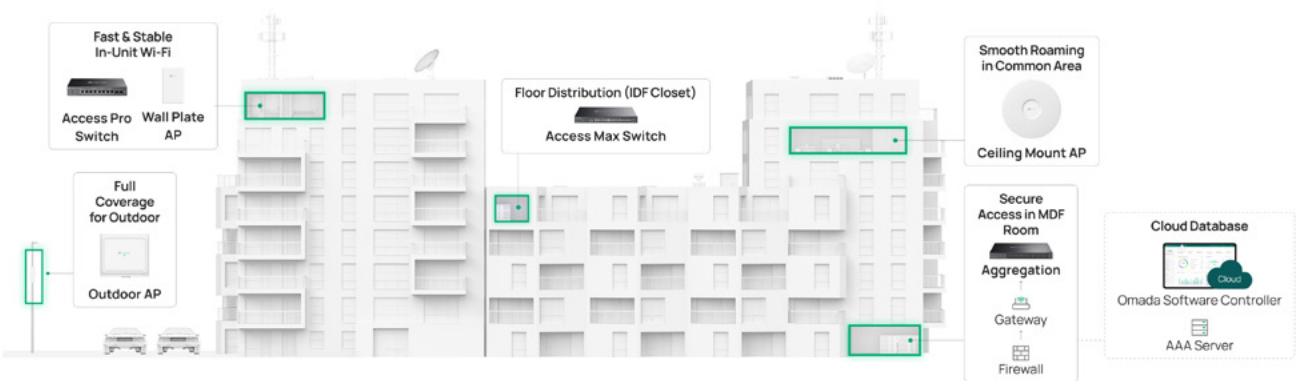 Fast & Stable
In-Unit Wi-Fi
Access Pro
Switch
Wall Plate
AP
Full
Coverage
for Outdoor
Outdoor AP
Floor Distribution (IDF Closet)
Access Max Switch
Smooth Roaming
in Common Area
Ceiling Mount AP
Secure
Access in MDF
Room
Aggregation
Gateway
Firewall
Cloud Database
Cloud
Omada Software Controller
AAA Server